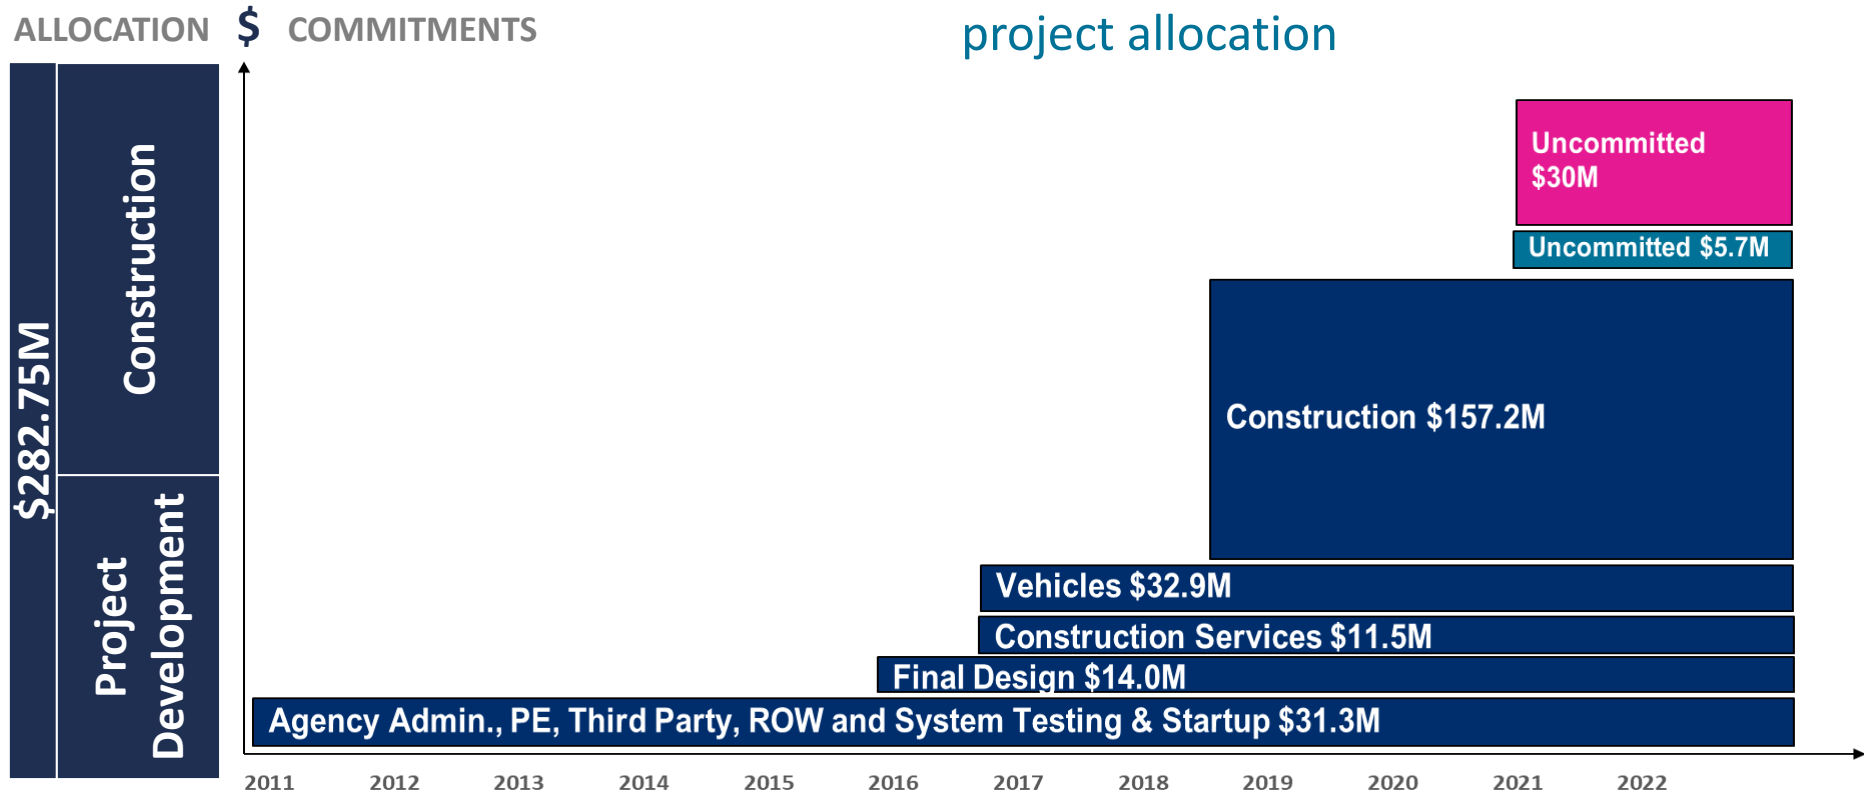 ALLOCATION $ COMMITMENTS
project allocation
$282.75M
Construction
Project
Development
Uncommitted
$30M
Uncommitted $5.7M
Construction $157.2M
Vehicles $32.9M
Construction Services $11.5M
Final Design $14.0M
Agency Admin., PE, Third Party, ROW and System Testing & Startup $31.3M
2011 2012 2013 2014 2015 2016 2017 2018 2019 2020 2021 2022